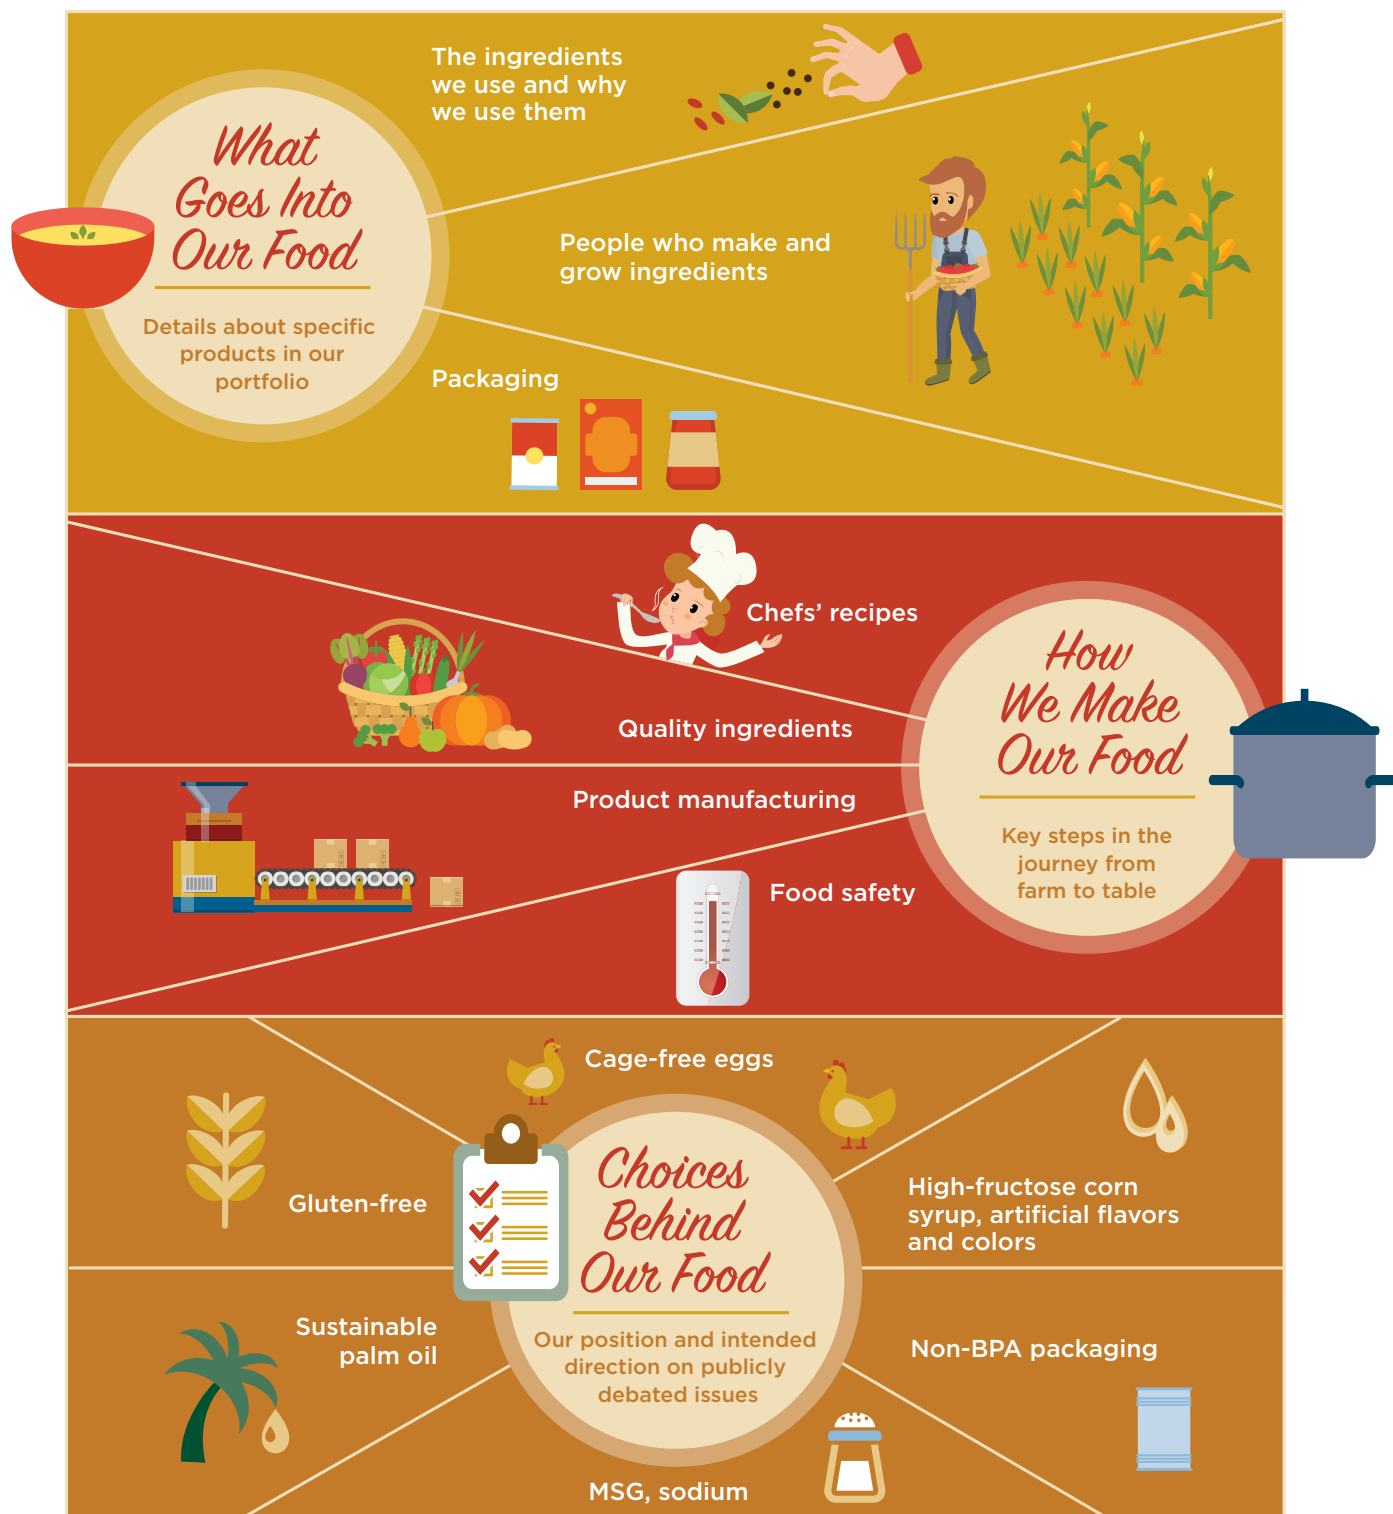 The ingredients
we use and why
we use them
What
Goes Into
Our Food
Details about specific
products in our
portfolio
People who make and
grow ingredients
Packaging
Chefs’ recipes
Quality ingredients
How
We Make
Our Food
Key steps in the
journey from
farm to table
Product manufacturing
Food safety
Cage-free eggs
Gluten-free
Choices
Behind
Our Food
Our position and intended
direction on publicly
debated issues
High-fructose corn
syrup, artificial flavors
and colors
Sustainable
palm oil
Non-BPA packaging
MSG, sodium